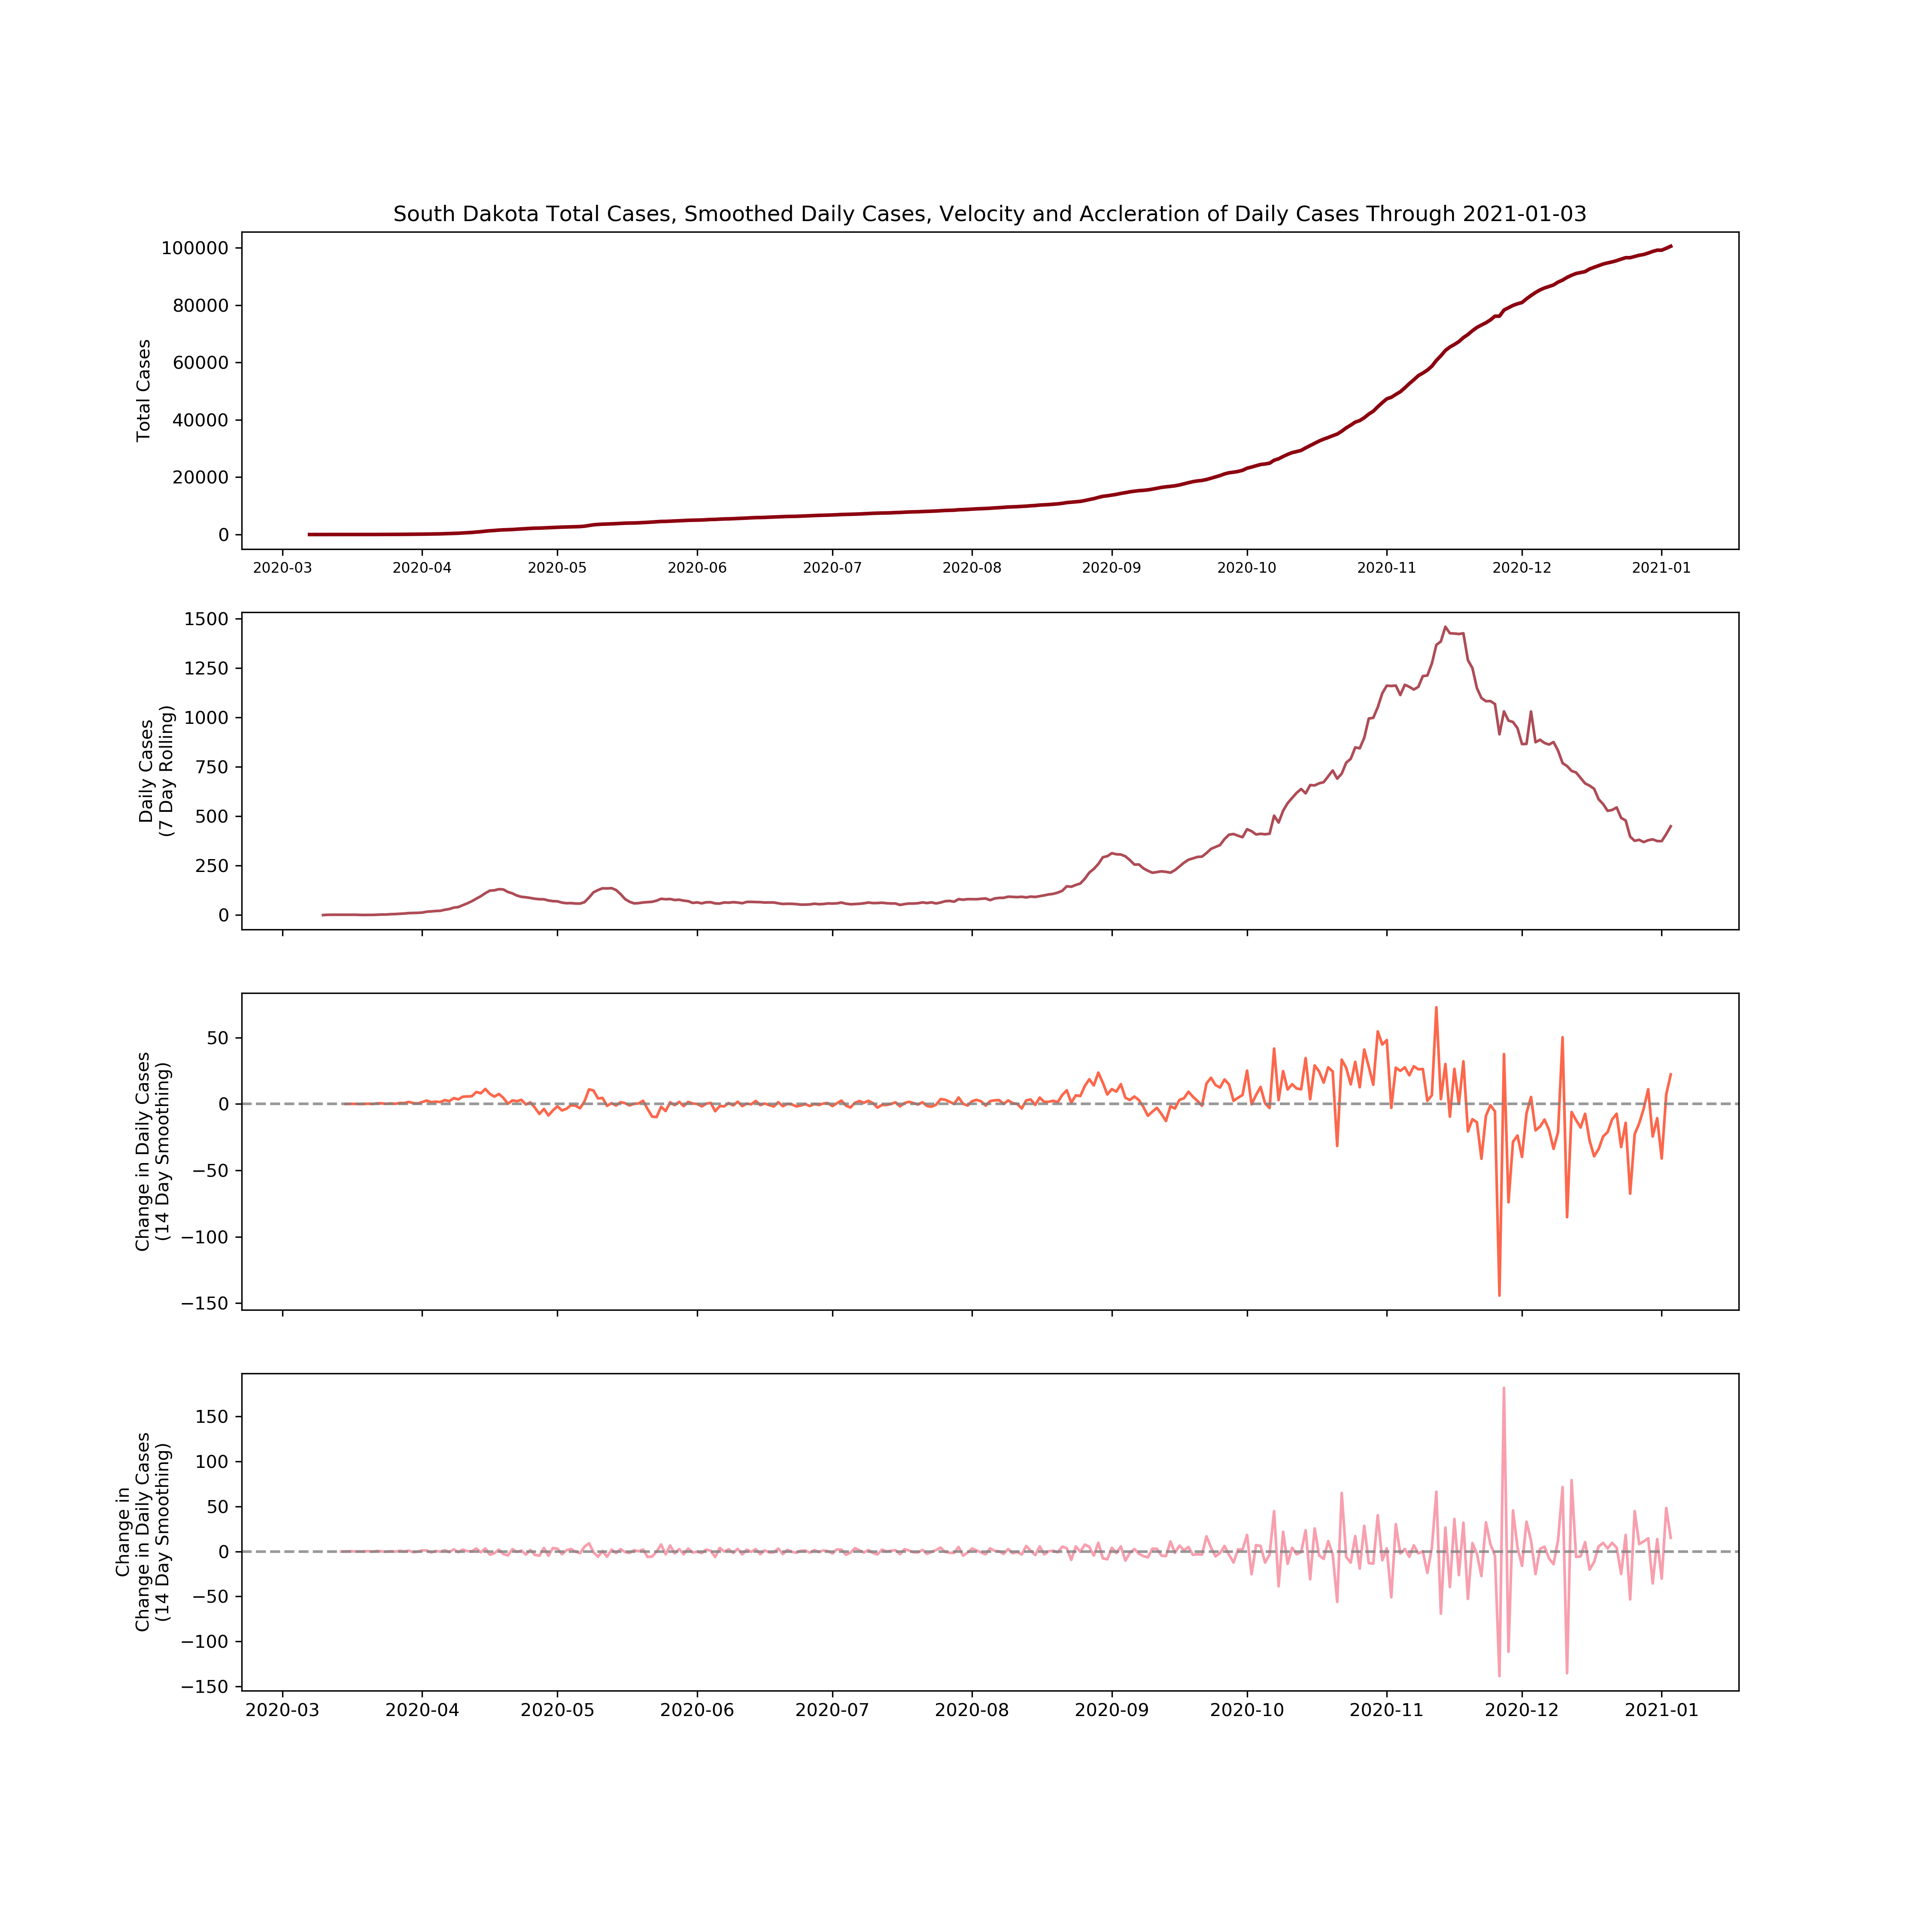 South Dakota Total Cases, Smoothed Daily Cases, Velocity and Accleration of Daily Cases Through 2021-01-03
100000
80000
60000
40000
20000
0
Total Cases
2020-03 2020-04 2020-05 2020-06 2020-07 2020-08 2020-09 2020-10 2020-11 2020-12 2021-01
1500
1250
1000
750
500
250
0
Daily Cases
(7 Day Rolling)
50
0
−50
−100
−150
Change in Daily Cases
(14 Day Smoothing)
150
100
50
0
−50
−100
−150
Change in
Change in Daily Cases
(14 Day Smoothing)
2020-03 2020-04 2020-05 2020-06 2020-07 2020-08 2020-09 2020-10 2020-11 2020-12 2021-01